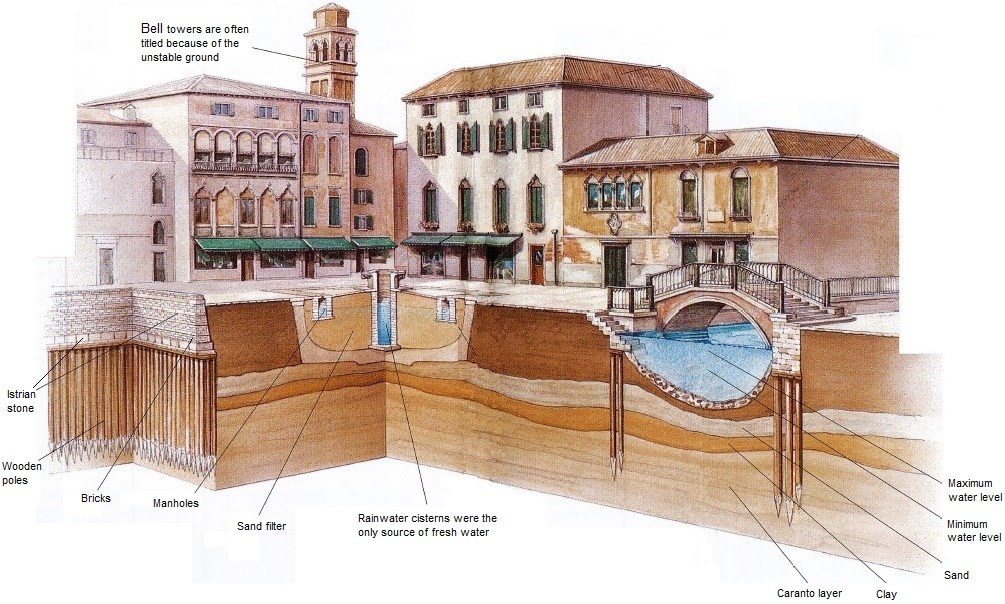 Bell towers are often
titled because of the
unstable ground
Istrian
stone
Wooden
poles
Bricks
Manholes
Sand filter
Rainwater cisterns were the
only source of fresh water
Maximum
water level
Minimum
water level
Sand
Clay
Caranto layer